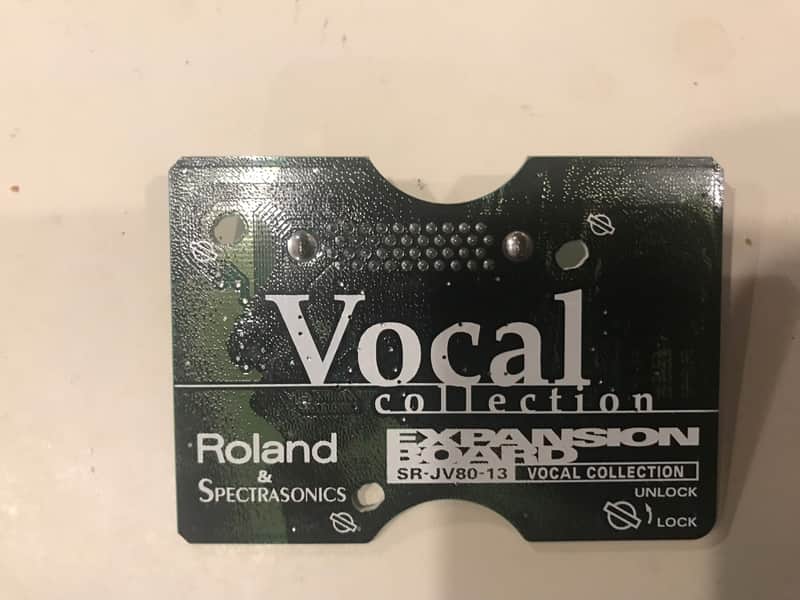 Vocal
collection
Roland
&
SPECTRASONICS
EXPANSION
BOARD
SR-JV80-13 VOCAL COLLECTION
UNLOCK
LOCK